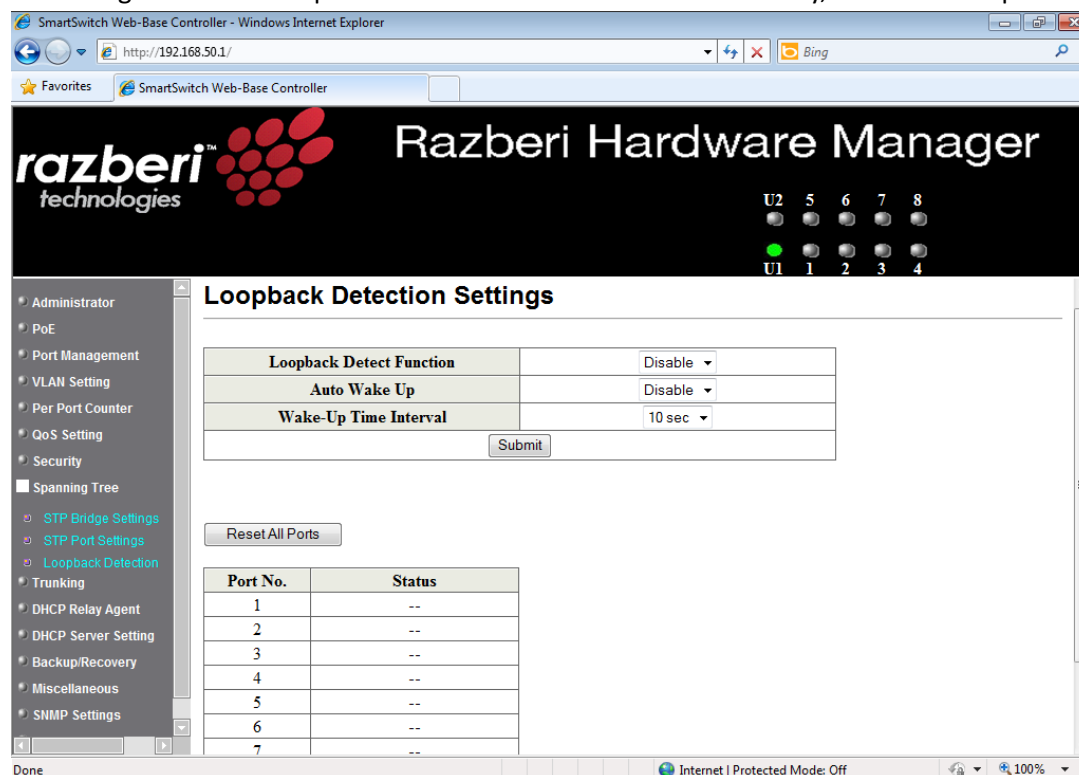 SmartSwitch Web-Base Controller - Windows Internet Explorer
http://192.168.50.1/
Bing
Favorites
SmartSwitch Web-Base Controller
razberi™
technologies
Razberi Hardware Manager
U2 5 6 7 8
U1 1 2 3 4
Administrator
PoE
Port Management
VLAN Setting
Per Port Counter
QoS Setting
Security
Spanning Tree
STP Bridge Settings
STP Port Settings
Loopback Detection
Trunking
DHCP Relay Agent
DHCP Server Setting
Backup/Recovery
Miscellaneous
SNMP Settings
Loopback Detection Settings
Loopback Detect Function Disable
Auto Wake Up Disable
Wake-Up Time Interval 10 sec
Submit
Reset All Ports
Port No. Status
1 --
2 --
3 --
4 --
5 --
6 --
7 --
Done
Internet | Protected Mode: Off
100%